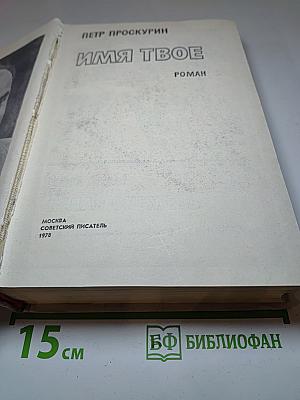 ПЕТР ПРОСКУРИН
ИМЯ ТВОЕ
РОМАН
МОСКВА
СОВЕТСКИЙ ПИСАТЕЛЬ
1978
15 см
БФ БИБЛИОФАН